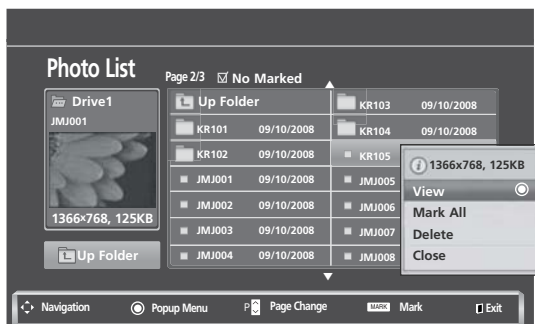 Photo List
Page 2/3 ☑ No Marked
Drive1
JMJ001
1366×768, 125KB
Up Folder
Up Folder
KR101 09/10/2008
KR102 09/10/2008
JMJ001 09/10/2008
JMJ002 09/10/2008
JMJ003 09/10/2008
JMJ004 09/10/2008
KR103 09/10/2008
KR104 09/10/2008
KR105
JMJ005
JMJ006
JMJ007
JMJ008
1366x768, 125KB
View
Mark All
Delete
Close
Navigation
Popup Menu
P Page Change
MARK Mark
Exit